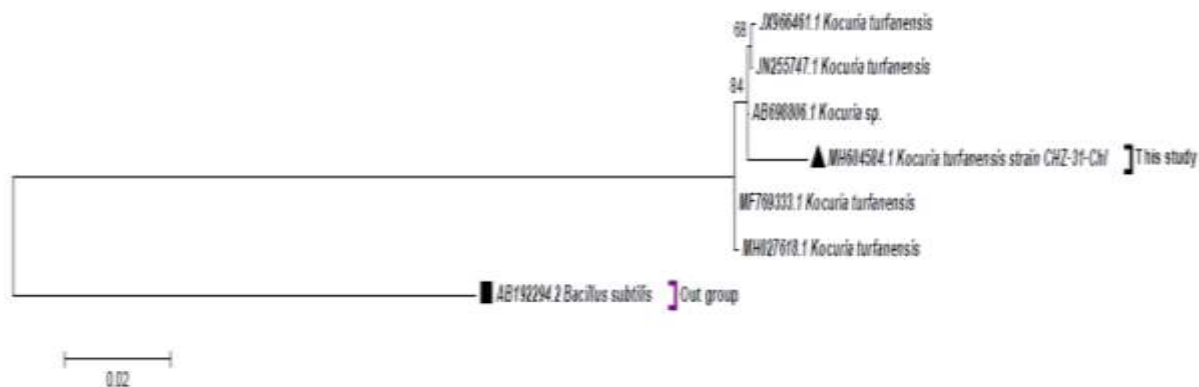 JX966461.1 Kocuria turfanensis
68
JN255747.1 Kocuria turfanensis
84
AB698806.1 Kocuria sp.
MH604584.1 Kocuria turfanensis strain CHZ-31-Chl This study
MF769333.1 Kocuria turfanensis
MH027618.1 Kocuria turfanensis
AB192294.2 Bacillus subtilis Out group
0.02